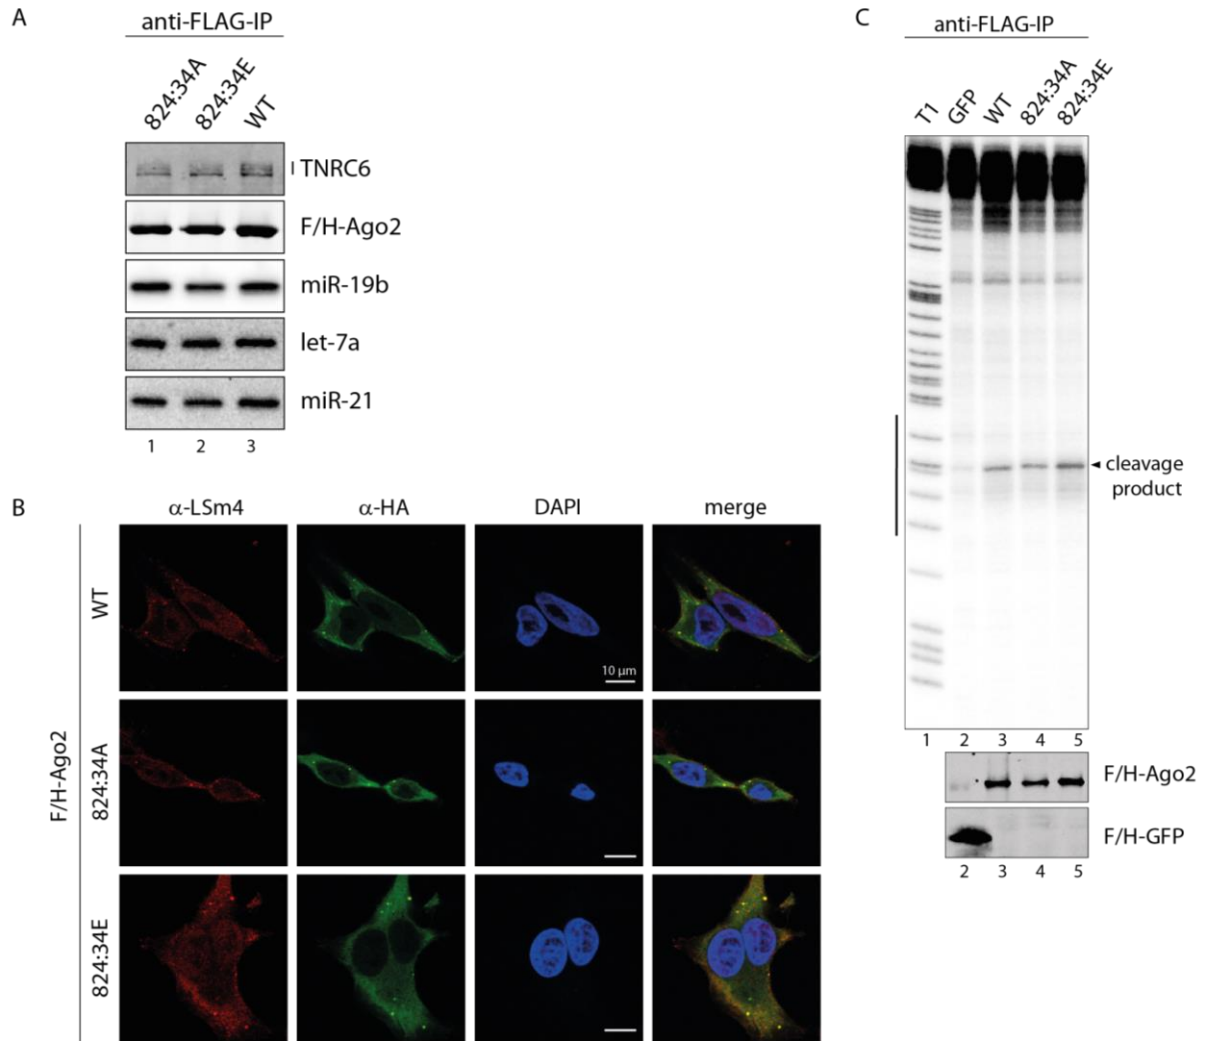 A
anti-FLAG-IP
824:34A
824:34E
WT
TNRC6
F/H-Ago2
miR-19b
let-7a
miR-21
1 2 3
B
α-LSm4 α-HA DAPI merge
F/H-Ago2
WT
10 µm
824:34A
824:34E
C
anti-FLAG-IP
T1
GFP
WT
824:34A
824:34E
cleavage
product
1 2 3 4 5
F/H-Ago2
F/H-GFP
2 3 4 5